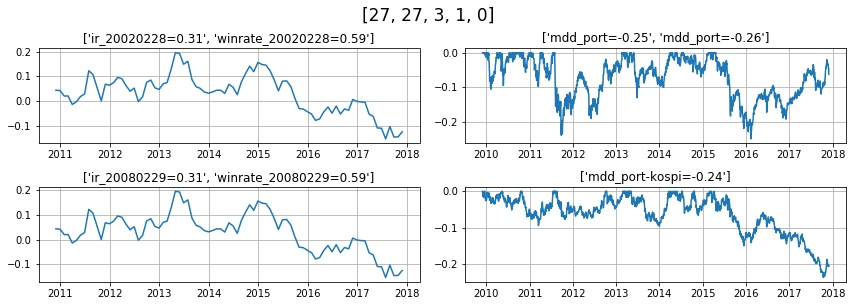 [27, 27, 3, 1, 0]
['ir_20020228=0.31', 'winrate_20020228=0.59']
0.2
0.1
0.0
−0.1
2011 2012 2013 2014 2015 2016 2017 2018
['mdd_port=-0.25', 'mdd_port=-0.26']
0.0
−0.1
−0.2
2010 2011 2012 2013 2014 2015 2016 2017 2018
['ir_20080229=0.31', 'winrate_20080229=0.59']
0.2
0.1
0.0
−0.1
2011 2012 2013 2014 2015 2016 2017 2018
['mdd_port-kospi=-0.24']
0.0
−0.1
−0.2
2010 2011 2012 2013 2014 2015 2016 2017 2018